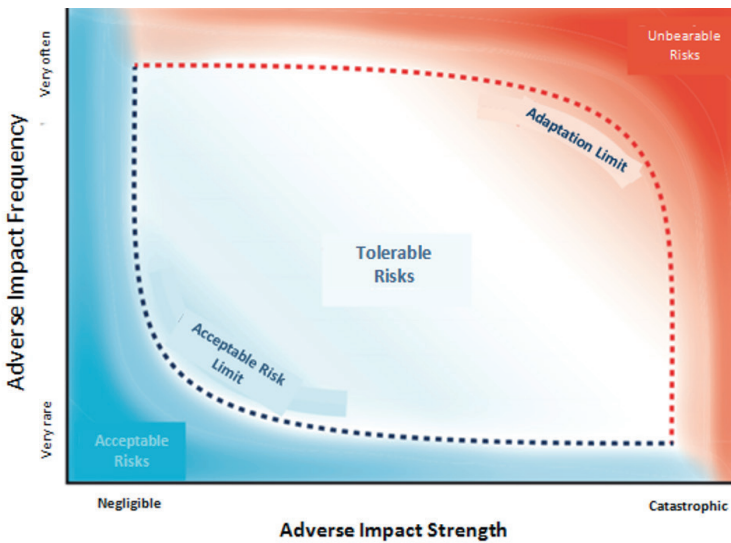 Unbearable
Risks
Very often
Adaptation Limit
Adverse Impact Frequency
Tolerable
Risks
Acceptable Risk
Limit
Very rare
Acceptable
Risks
Negligible
Catastrophic
Adverse Impact Strength